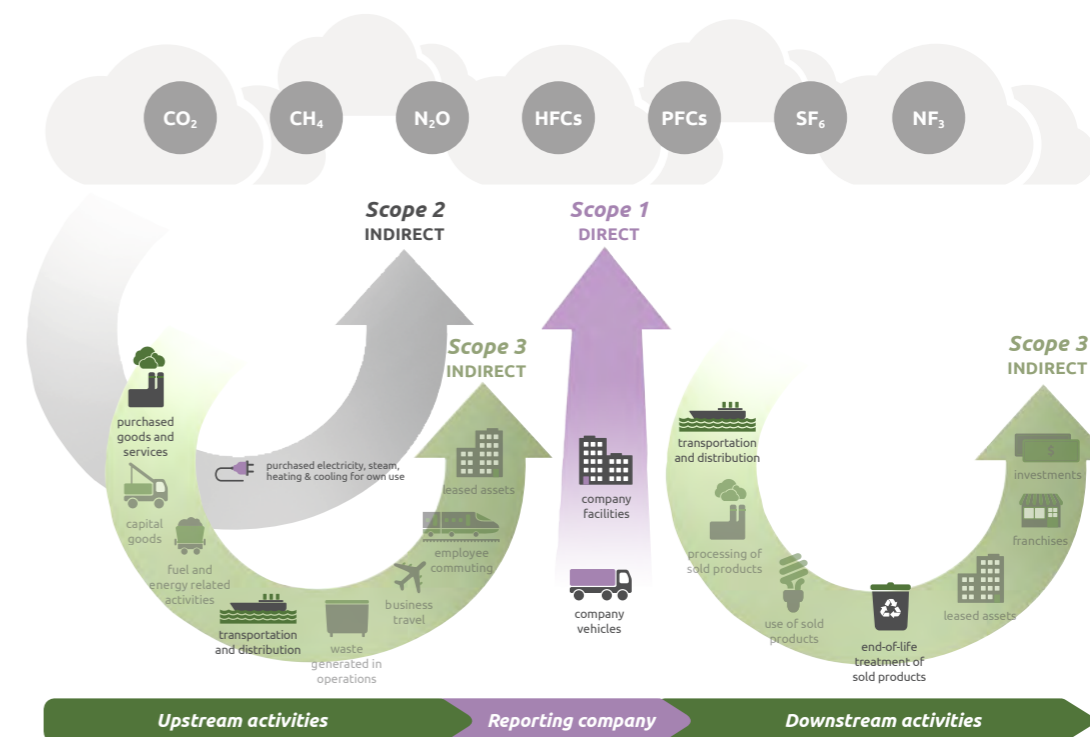 CO₂
CH₄
N₂O
HFCs
PFCs
SF₆
NF₃
Scope 2
INDIRECT
Scope 1
DIRECT
Scope 3
INDIRECT
Scope 3
INDIRECT
purchased
goods and
services
capital
goods
fuel and
energy related
activities
transportation
and distribution
waste
generated in
operations
business
travel
employee
commuting
leased assets
purchased electricity, steam,
heating & cooling for own use
company
facilities
company
vehicles
transportation
and distribution
processing of
sold products
use of sold
products
end-of-life
treatment of
sold products
leased assets
franchises
investments
$
Upstream activities
Reporting company
Downstream activities